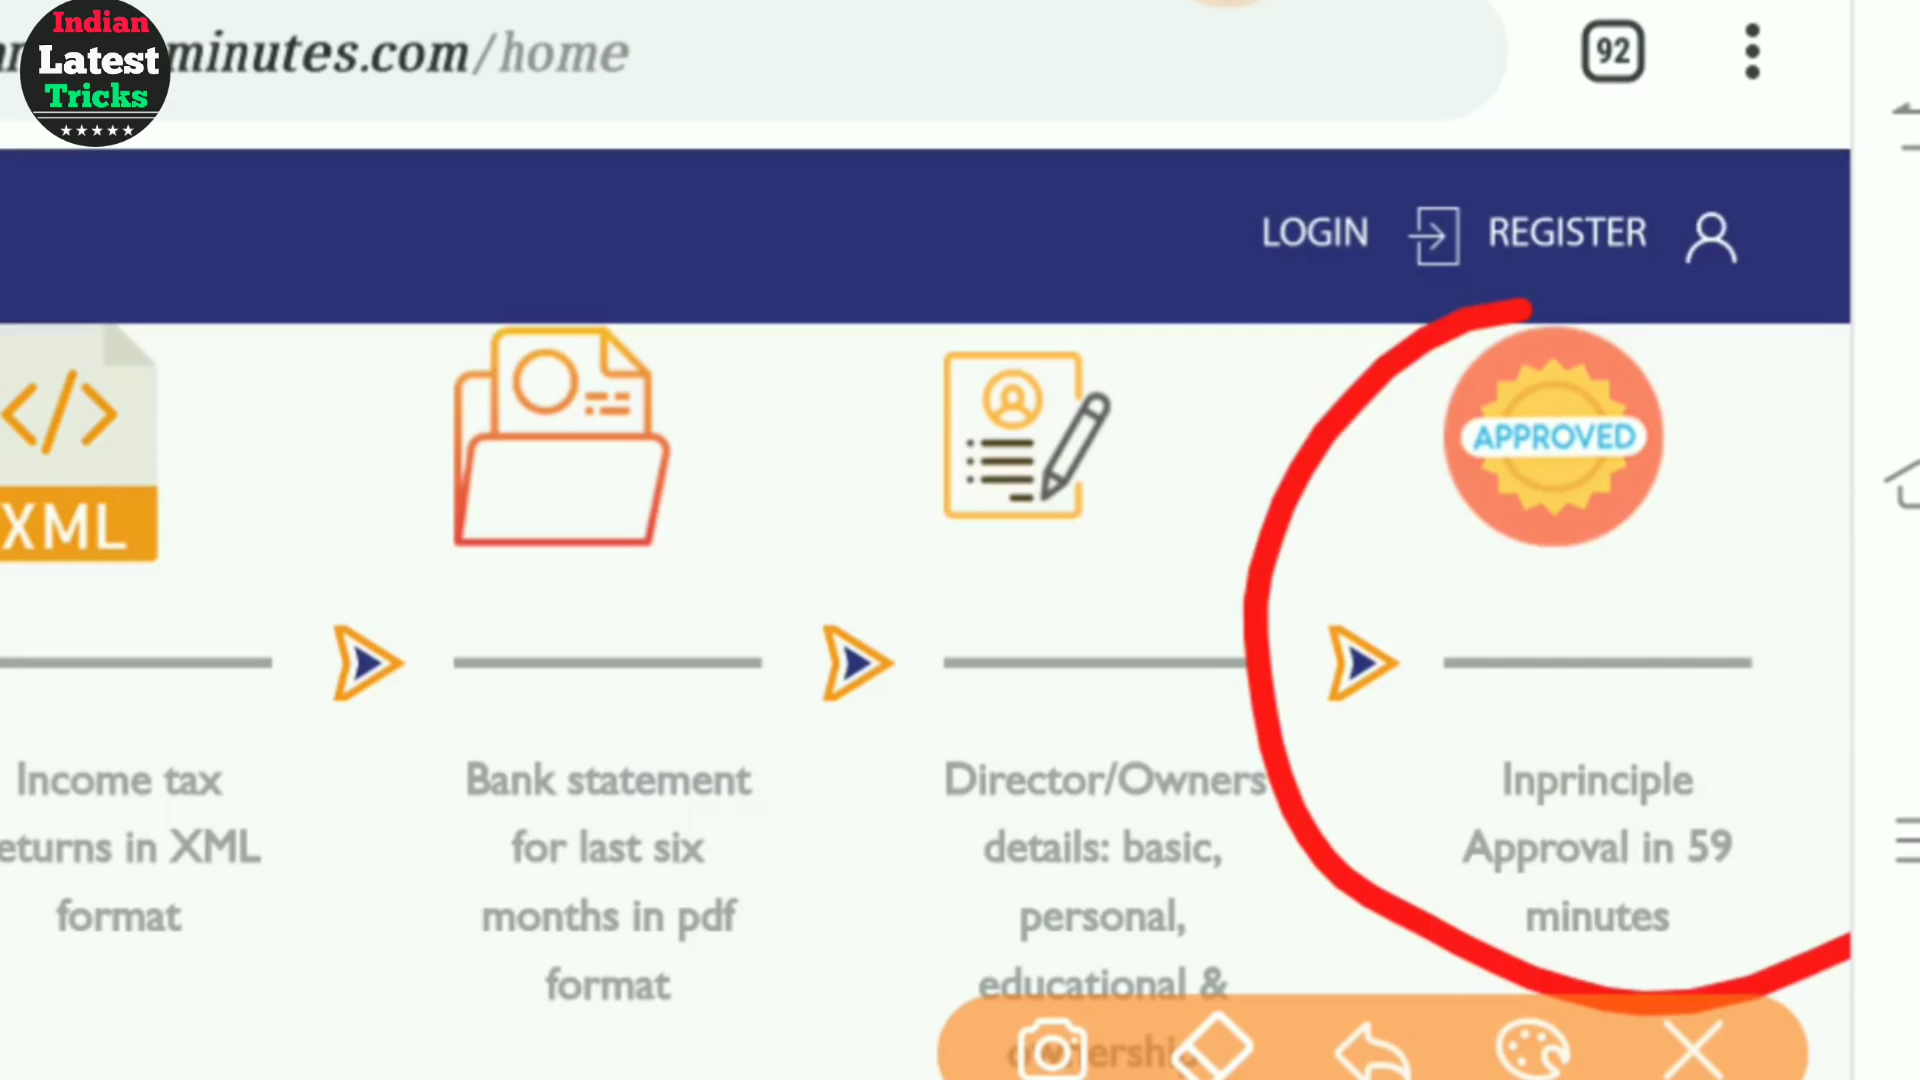 Indian
Latest
Tricks
minutes.com/home
92
LOGIN
REGISTER
XML
APPROVED
Income tax
eturns in XML
format
Bank statement
for last six
months in pdf
format
Director/Owners
details: basic,
personal,
educational &
ownership
Inprinciple
Approval in 59
minutes